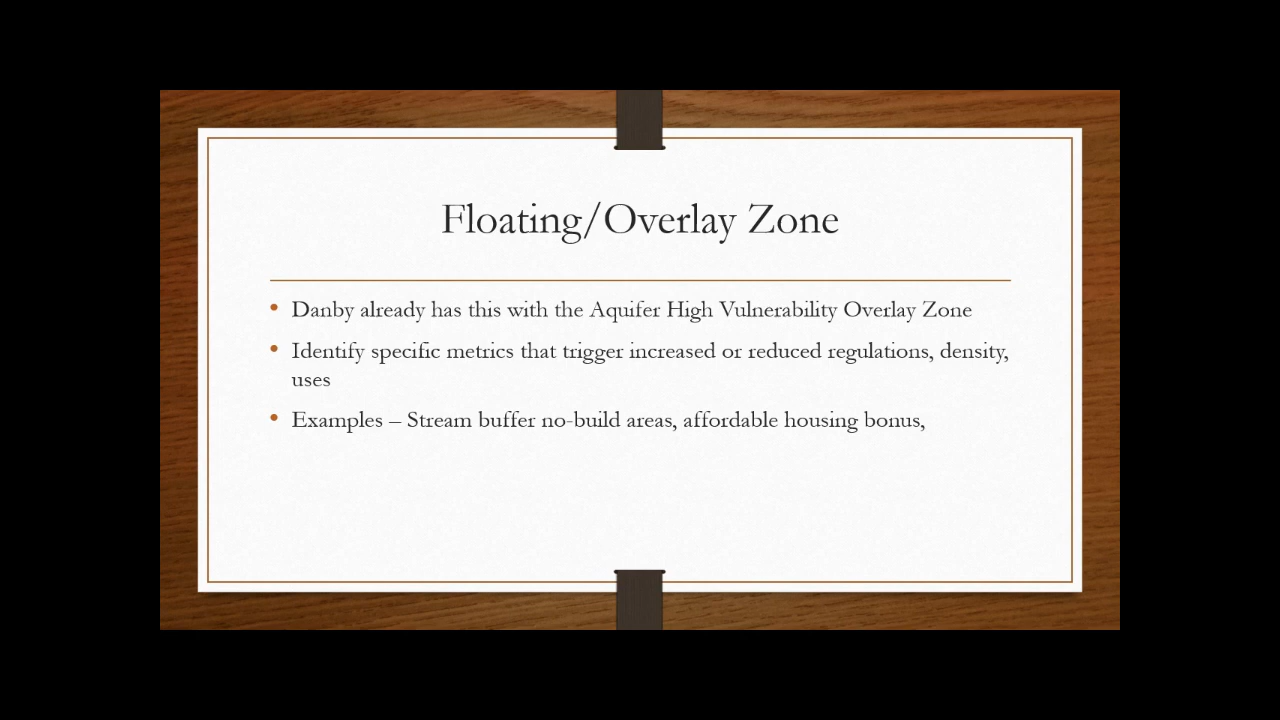 Floating/Overlay Zone
• Danby already has this with the Aquifer High Vulnerability Overlay Zone
• Identify specific metrics that trigger increased or reduced regulations, density,
uses
• Examples – Stream buffer no-build areas, affordable housing bonus,